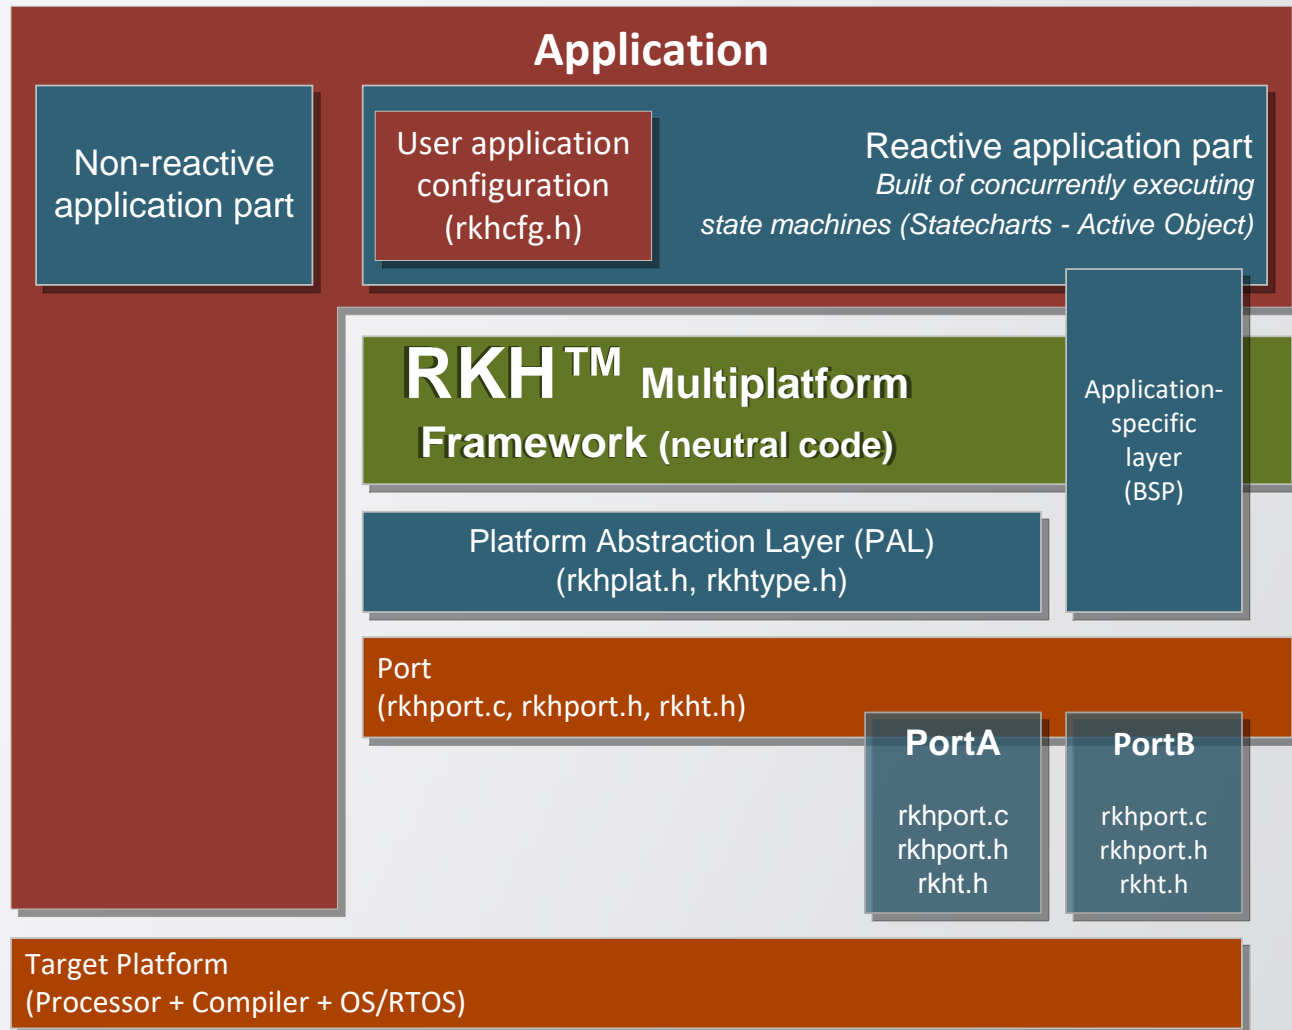 Application
Non-reactive
application part
User application
configuration
(rkhcfg.h)
Reactive application part
Built of concurrently executing
state machines (Statecharts - Active Object)
RKH™ Multiplatform
Framework (neutral code)
Application-
specific
layer
(BSP)
Platform Abstraction Layer (PAL)
(rkhplat.h, rkhtype.h)
Port
(rkhport.c, rkhport.h, rkht.h)
PortA
rkhport.c
rkhport.h
rkht.h
PortB
rkhport.c
rkhport.h
rkht.h
Target Platform
(Processor + Compiler + OS/RTOS)